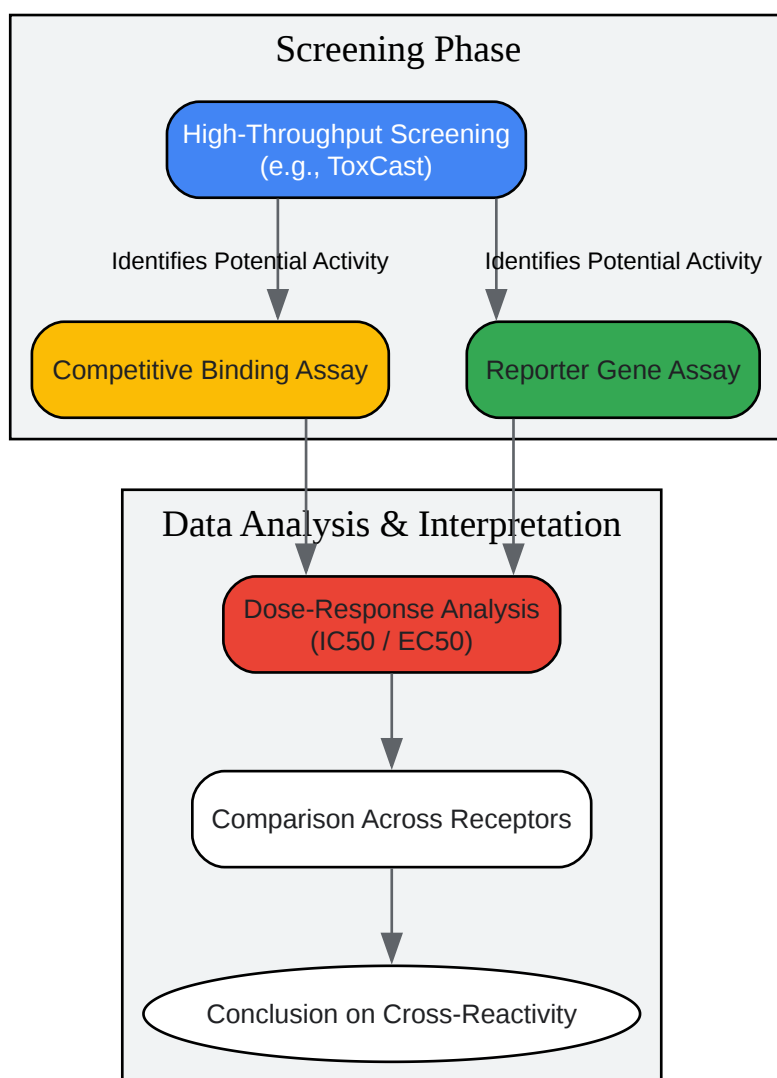 Screening Phase
High-Throughput Screening
(e.g., ToxCast)
Identifies Potential Activity
Identifies Potential Activity
Competitive Binding Assay
Reporter Gene Assay
Data Analysis & Interpretation
Dose-Response Analysis
(IC50 / EC50)
Comparison Across Receptors
Conclusion on Cross-Reactivity